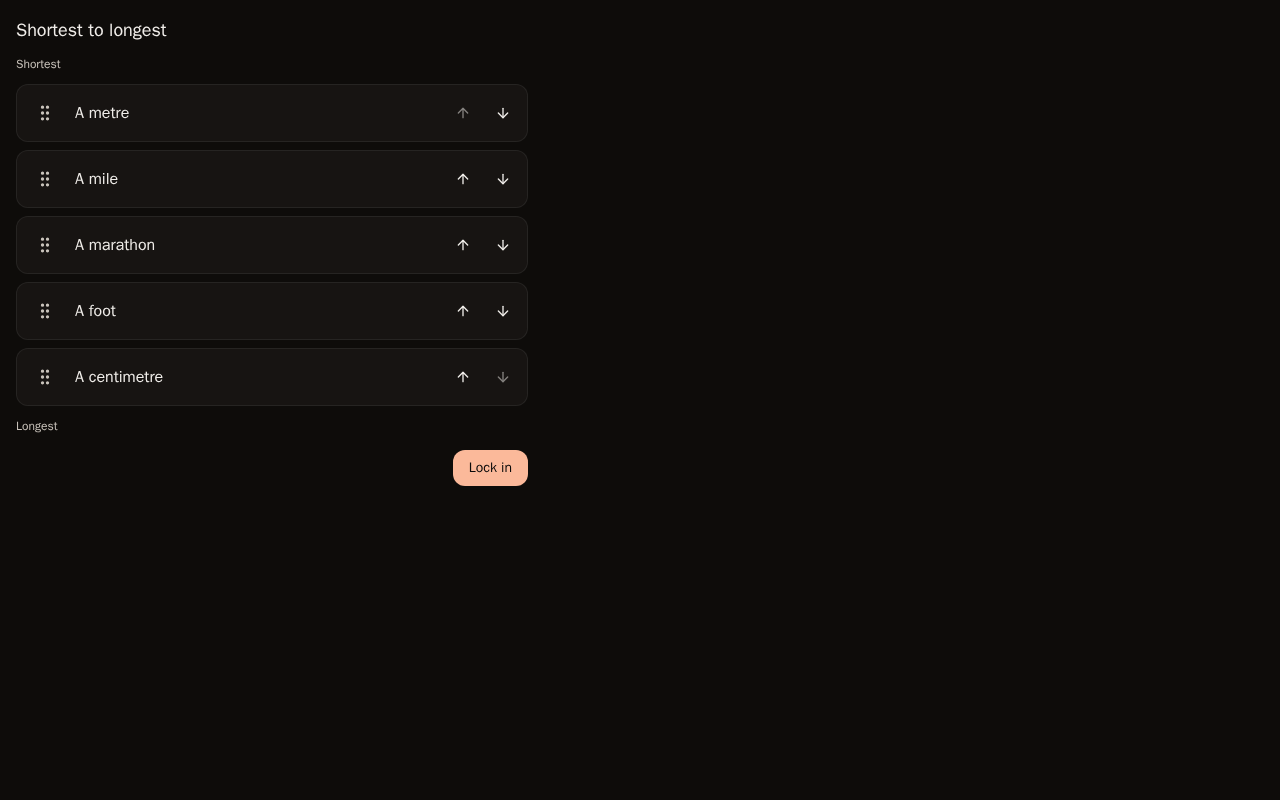 Shortest to longest
Shortest
A metre
A mile
A marathon
A foot
A centimetre
Longest
Lock in